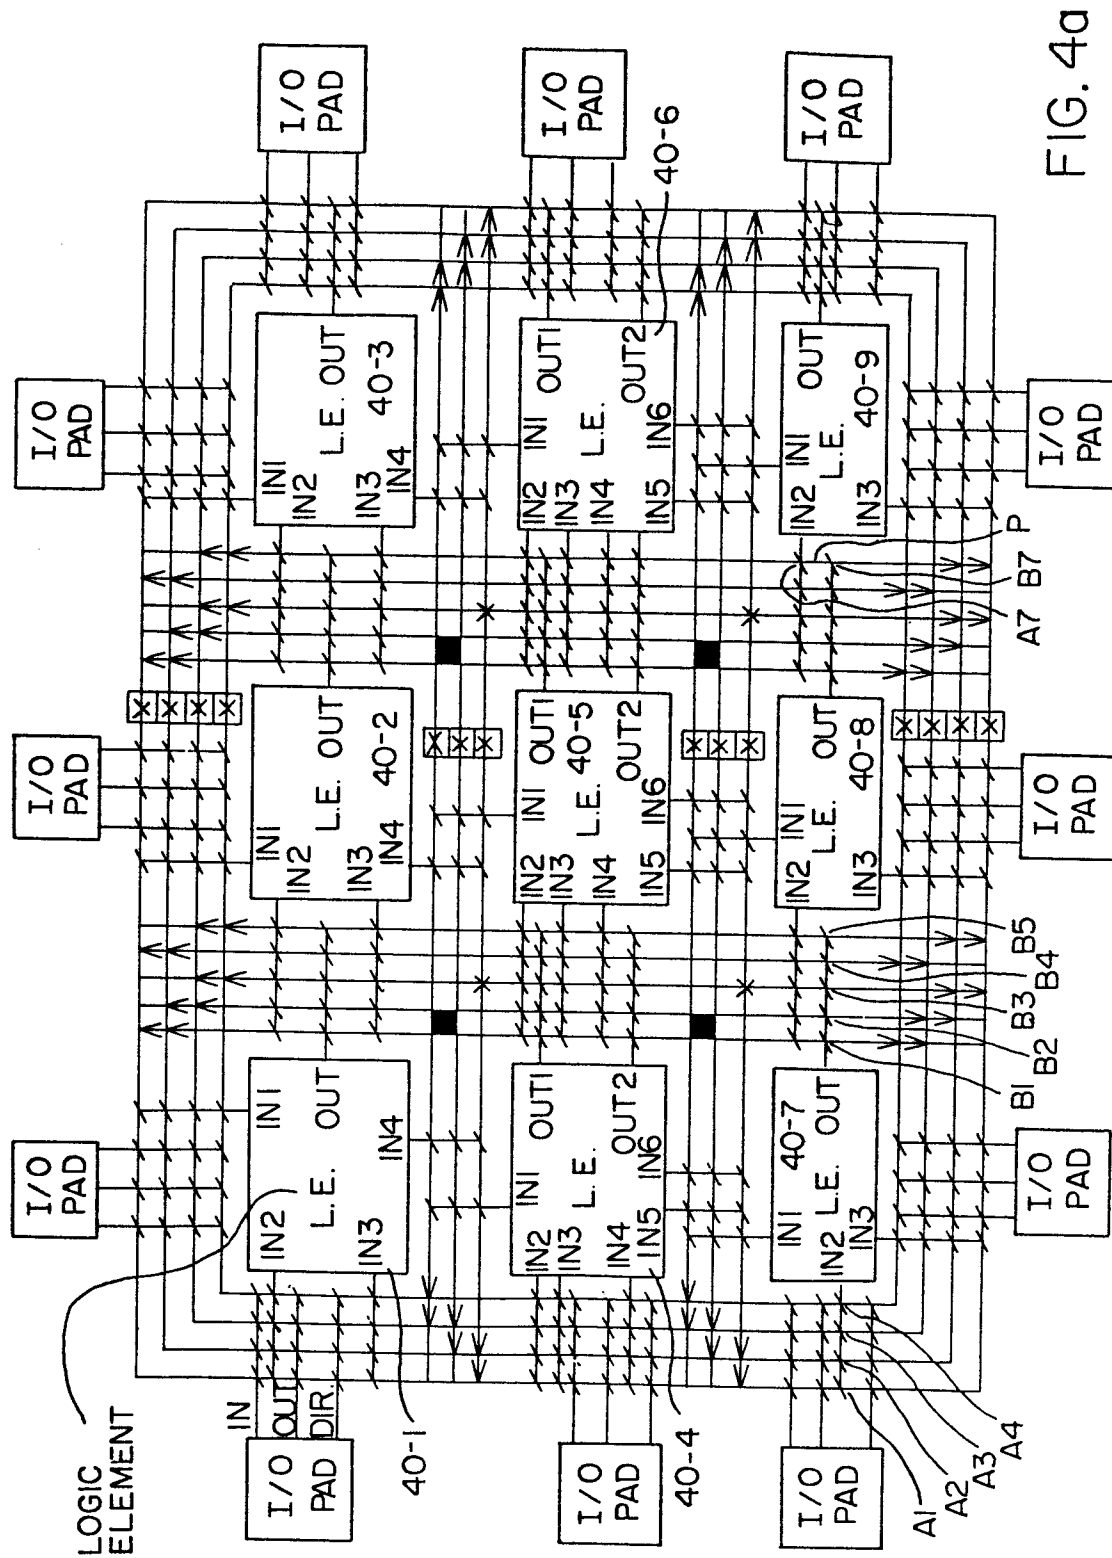 LOGIC
ELEMENT
I/O
PAD
I/O
PAD
I/O
PAD
I/O
PAD
IN
OUT
DIR.
IN2 IN1
L.E. OUT
IN3 IN4
40-1
IN1
IN2
L.E. OUT
IN3 40-2
IN4
IN1
IN2
L.E. OUT
IN3 40-3
IN4
I/O
PAD
I/O
PAD
IN2 IN1 OUT1
IN3 L.E.
IN4 OUT2
IN5 IN6
40-4
IN2 IN1 OUT1
IN3 L.E. 40-5
IN4 OUT2
IN5 IN6
IN2 IN1 OUT1
IN3 L.E.
IN4 OUT2
IN5 IN6
40-6
I/O
PAD
I/O
PAD
IN1 40-7
IN2 L.E. OUT
IN3
IN2 IN1 OUT
L.E.
IN3 40-8
IN2 IN1 OUT
L.E.
IN3 40-9
I/O
PAD
A1
A2
A3
A4
B1
B2
B3
B4
B5
A7
B7
P
I/O
PAD
I/O
PAD
I/O
PAD
FIG. 4a